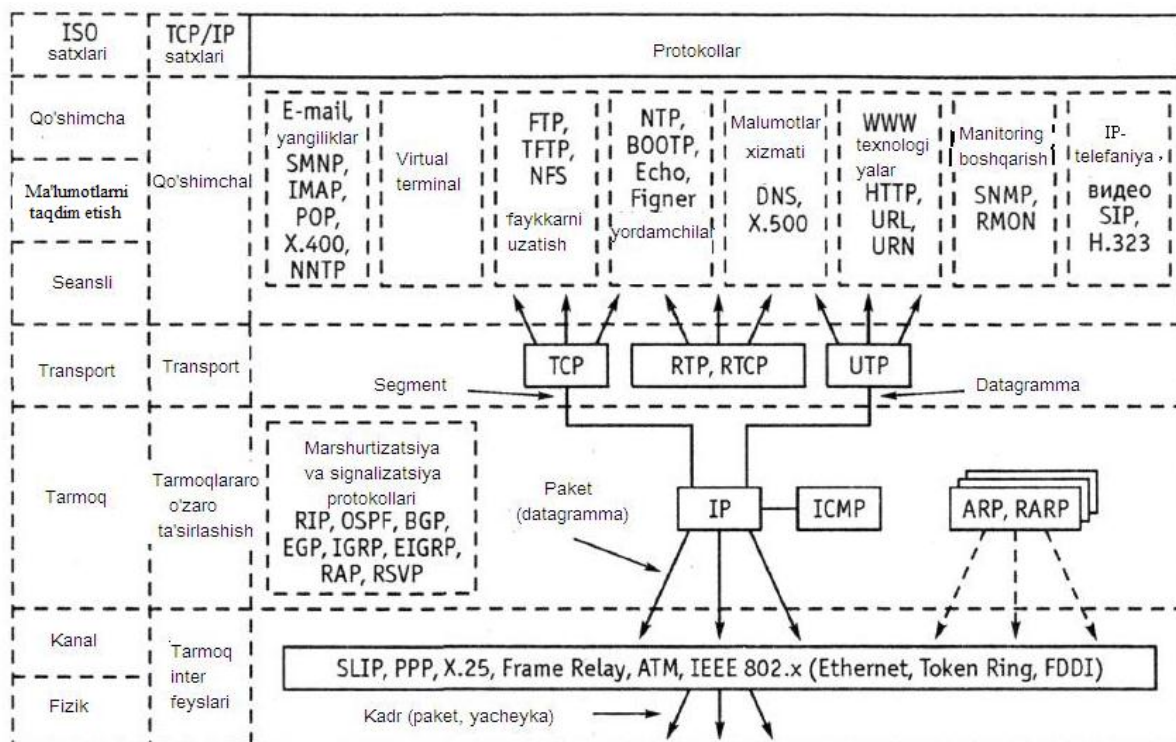 ISO
satxlari
TCP/IP
satxlari
Protokollar
Qo'shimcha
Ma'lumotlarni
taqdim etish
Seansli
Qo'shimchal
E-mail,
yangiliklar
SMNP,
IMAP,
POP,
X.400,
NNTP
Virtual
terminal
FTP,
TFTP,
NFS
faykkarni
uzatish
NTP,
BOOTP,
Echo,
Figner
yordamchilal
Malumotlar
xizmati
DNS,
X.500
WWW
texnologi
yalar
HTTP,
URL,
URN
Manitoring
boshqarish
SNMP,
RMON
IP-
telefaniya ,
видео
SIP,
H.323
Transport
Transport
TCP
RTP, RTCP
UTP
Segment
Datagramma
Tarmoq
Tarmoqlararo
o'zaro
ta'sirlashish
Marshurtizatsiya
va signalizatsiya
protokollari
RIP, OSPF, BGP,
EGP, IGRP, EIGRP,
RAP, RSVP
Paket
(datagramma)
IP
ICMP
ARP, RARP
Kanal
Fizik
Tarmoq
inter
feyslari
SLIP, PPP, X.25, Frame Relay, ATM, IEEE 802.x (Ethernet, Token Ring, FDDI)
Kadr (paket, yacheyka)